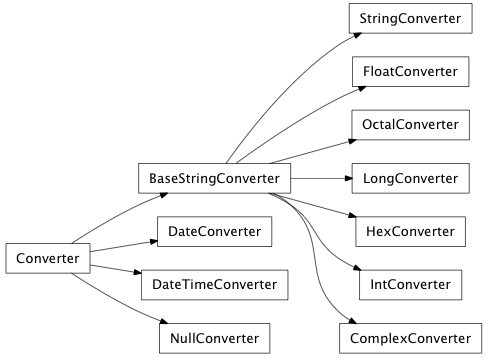 StringConverter
FloatConverter
OctalConverter
BaseStringConverter
LongConverter
DateConverter
HexConverter
Converter
DateTimeConverter
IntConverter
NullConverter
ComplexConverter